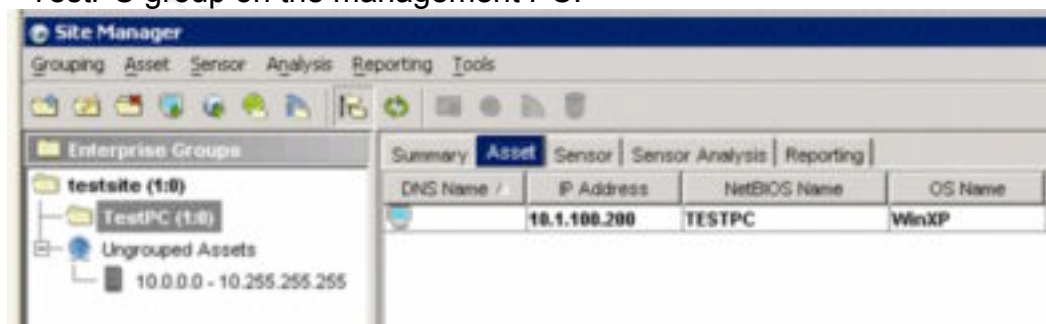 TestPC group on the management PC.
Site Manager
Grouping Asset Sensor Analysis Reporting Tools
Enterprise Groups
testsite (1:0)
TestPC (1:0)
Ungrouped Assets
10.0.0.0 - 10.255.255.255
Summary Asset Sensor Sensor Analysis Reporting
DNS Name / IP Address NetBIOS Name OS Name
10.1.100.200 TESTPC WinXP